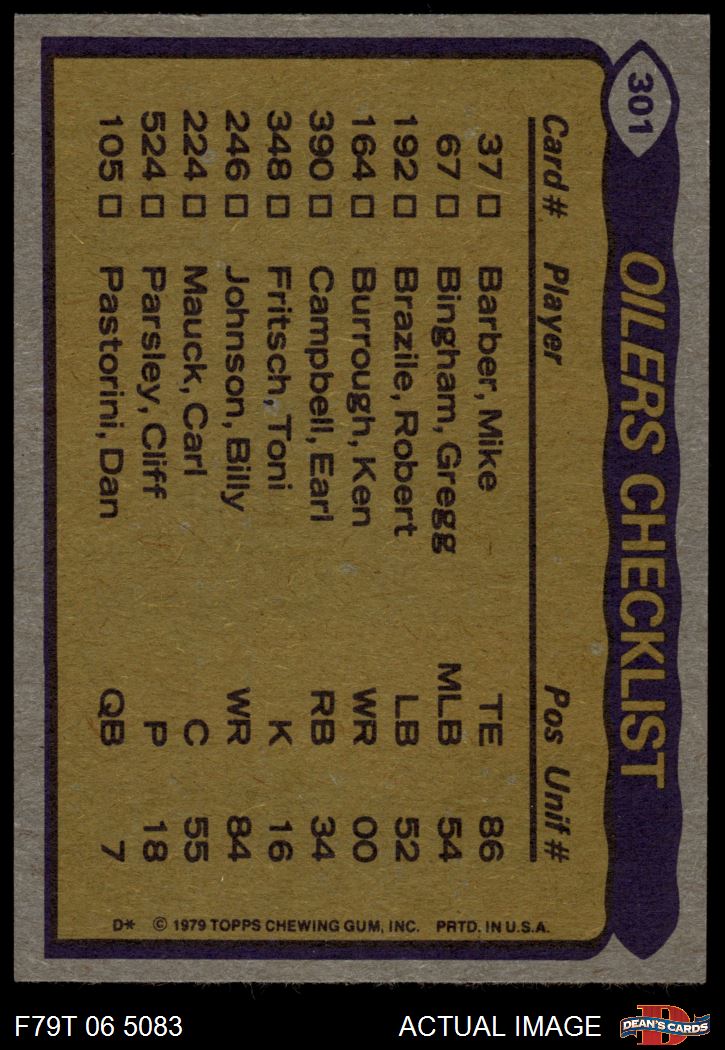 301
OILERS CHECKLIST
Card # Player Pos Unif #
37 □ Barber, Mike TE 86
67 □ Bingham, Gregg MLB 54
192 □ Brazile, Robert LB 52
164 □ Burrough, Ken WR 00
390 □ Campbell, Earl RB 34
348 □ Fritsch, Toni K 16
246 □ Johnson, Billy WR 84
224 □ Mauck, Carl C 55
524 □ Parsley, Cliff P 18
105 □ Pastorini, Dan QB 7
D* © 1979 TOPPS CHEWING GUM, INC. PRTD. IN U.S.A.
F79T 06 5083 ACTUAL IMAGE
DEAN'S CARDS